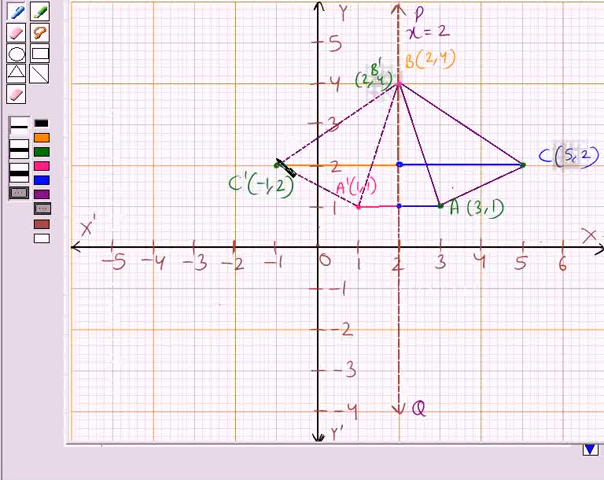 Y
P
x = 2
5
B(2,4)
B'
(2,4)
4
3
C(5,2)
2
C'(-1,2)
A'(1,1)
1
A(3,1)
X'
X
-5 -4 -3 -2 -1 0 1 2 3 4 5 6
-1
-2
-3
-4
Q
Y'